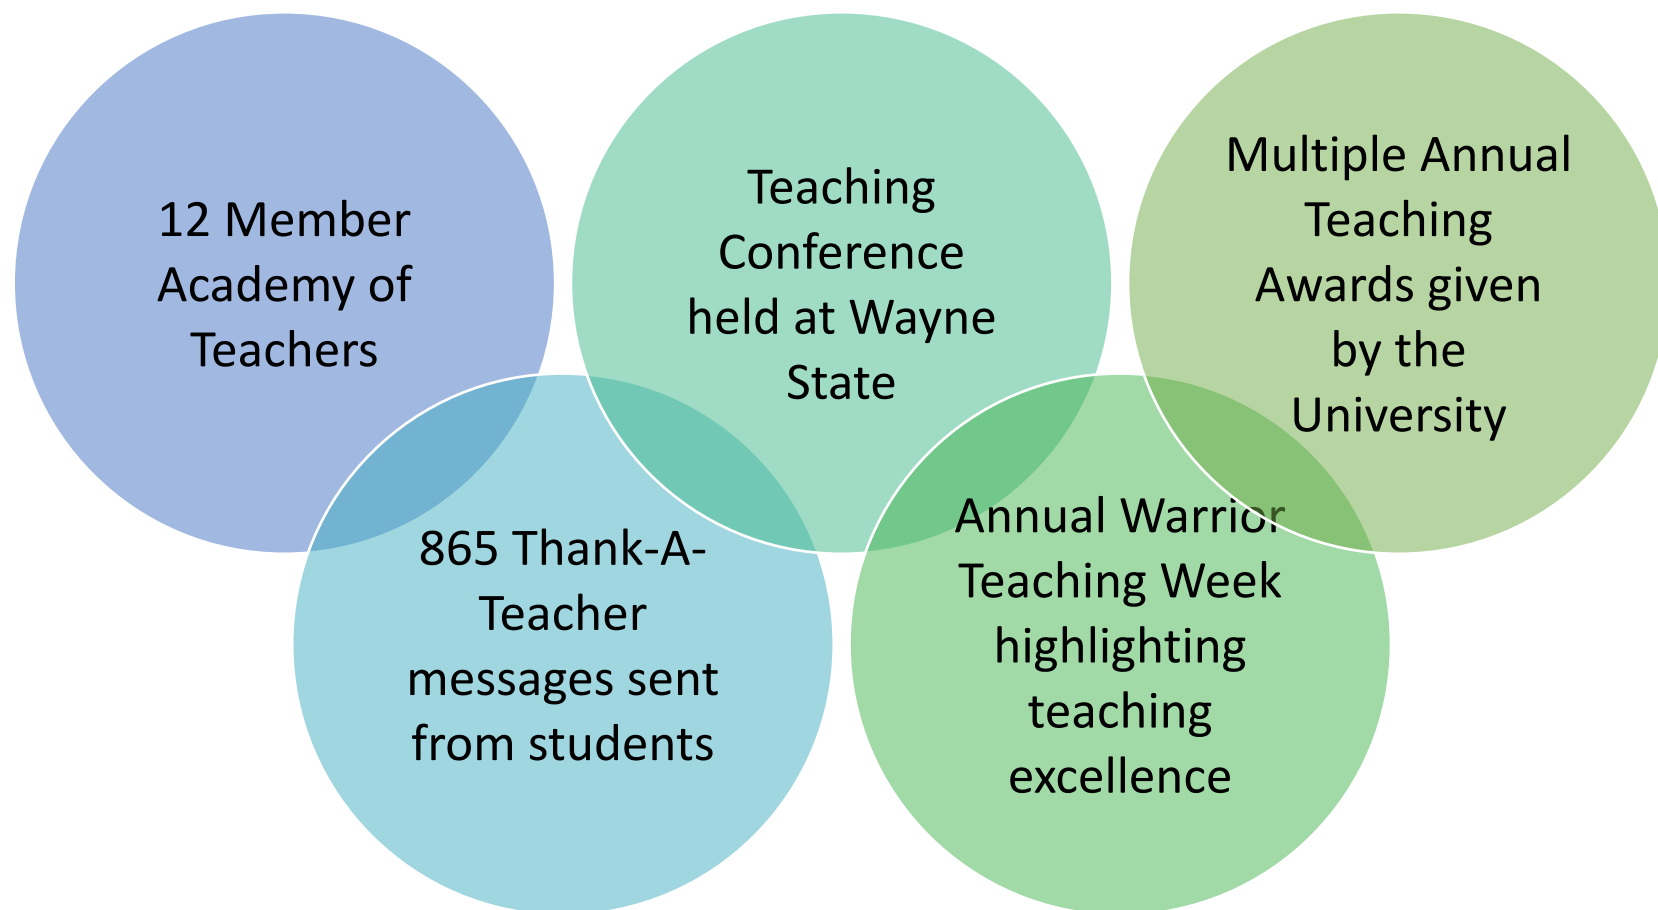 12 Member
Academy of
Teachers
865 Thank-A-
Teacher
messages sent
from students
Teaching
Conference
held at Wayne
State
Annual Warrior
Teaching Week
highlighting
teaching
excellence
Multiple Annual
Teaching
Awards given
by the
University